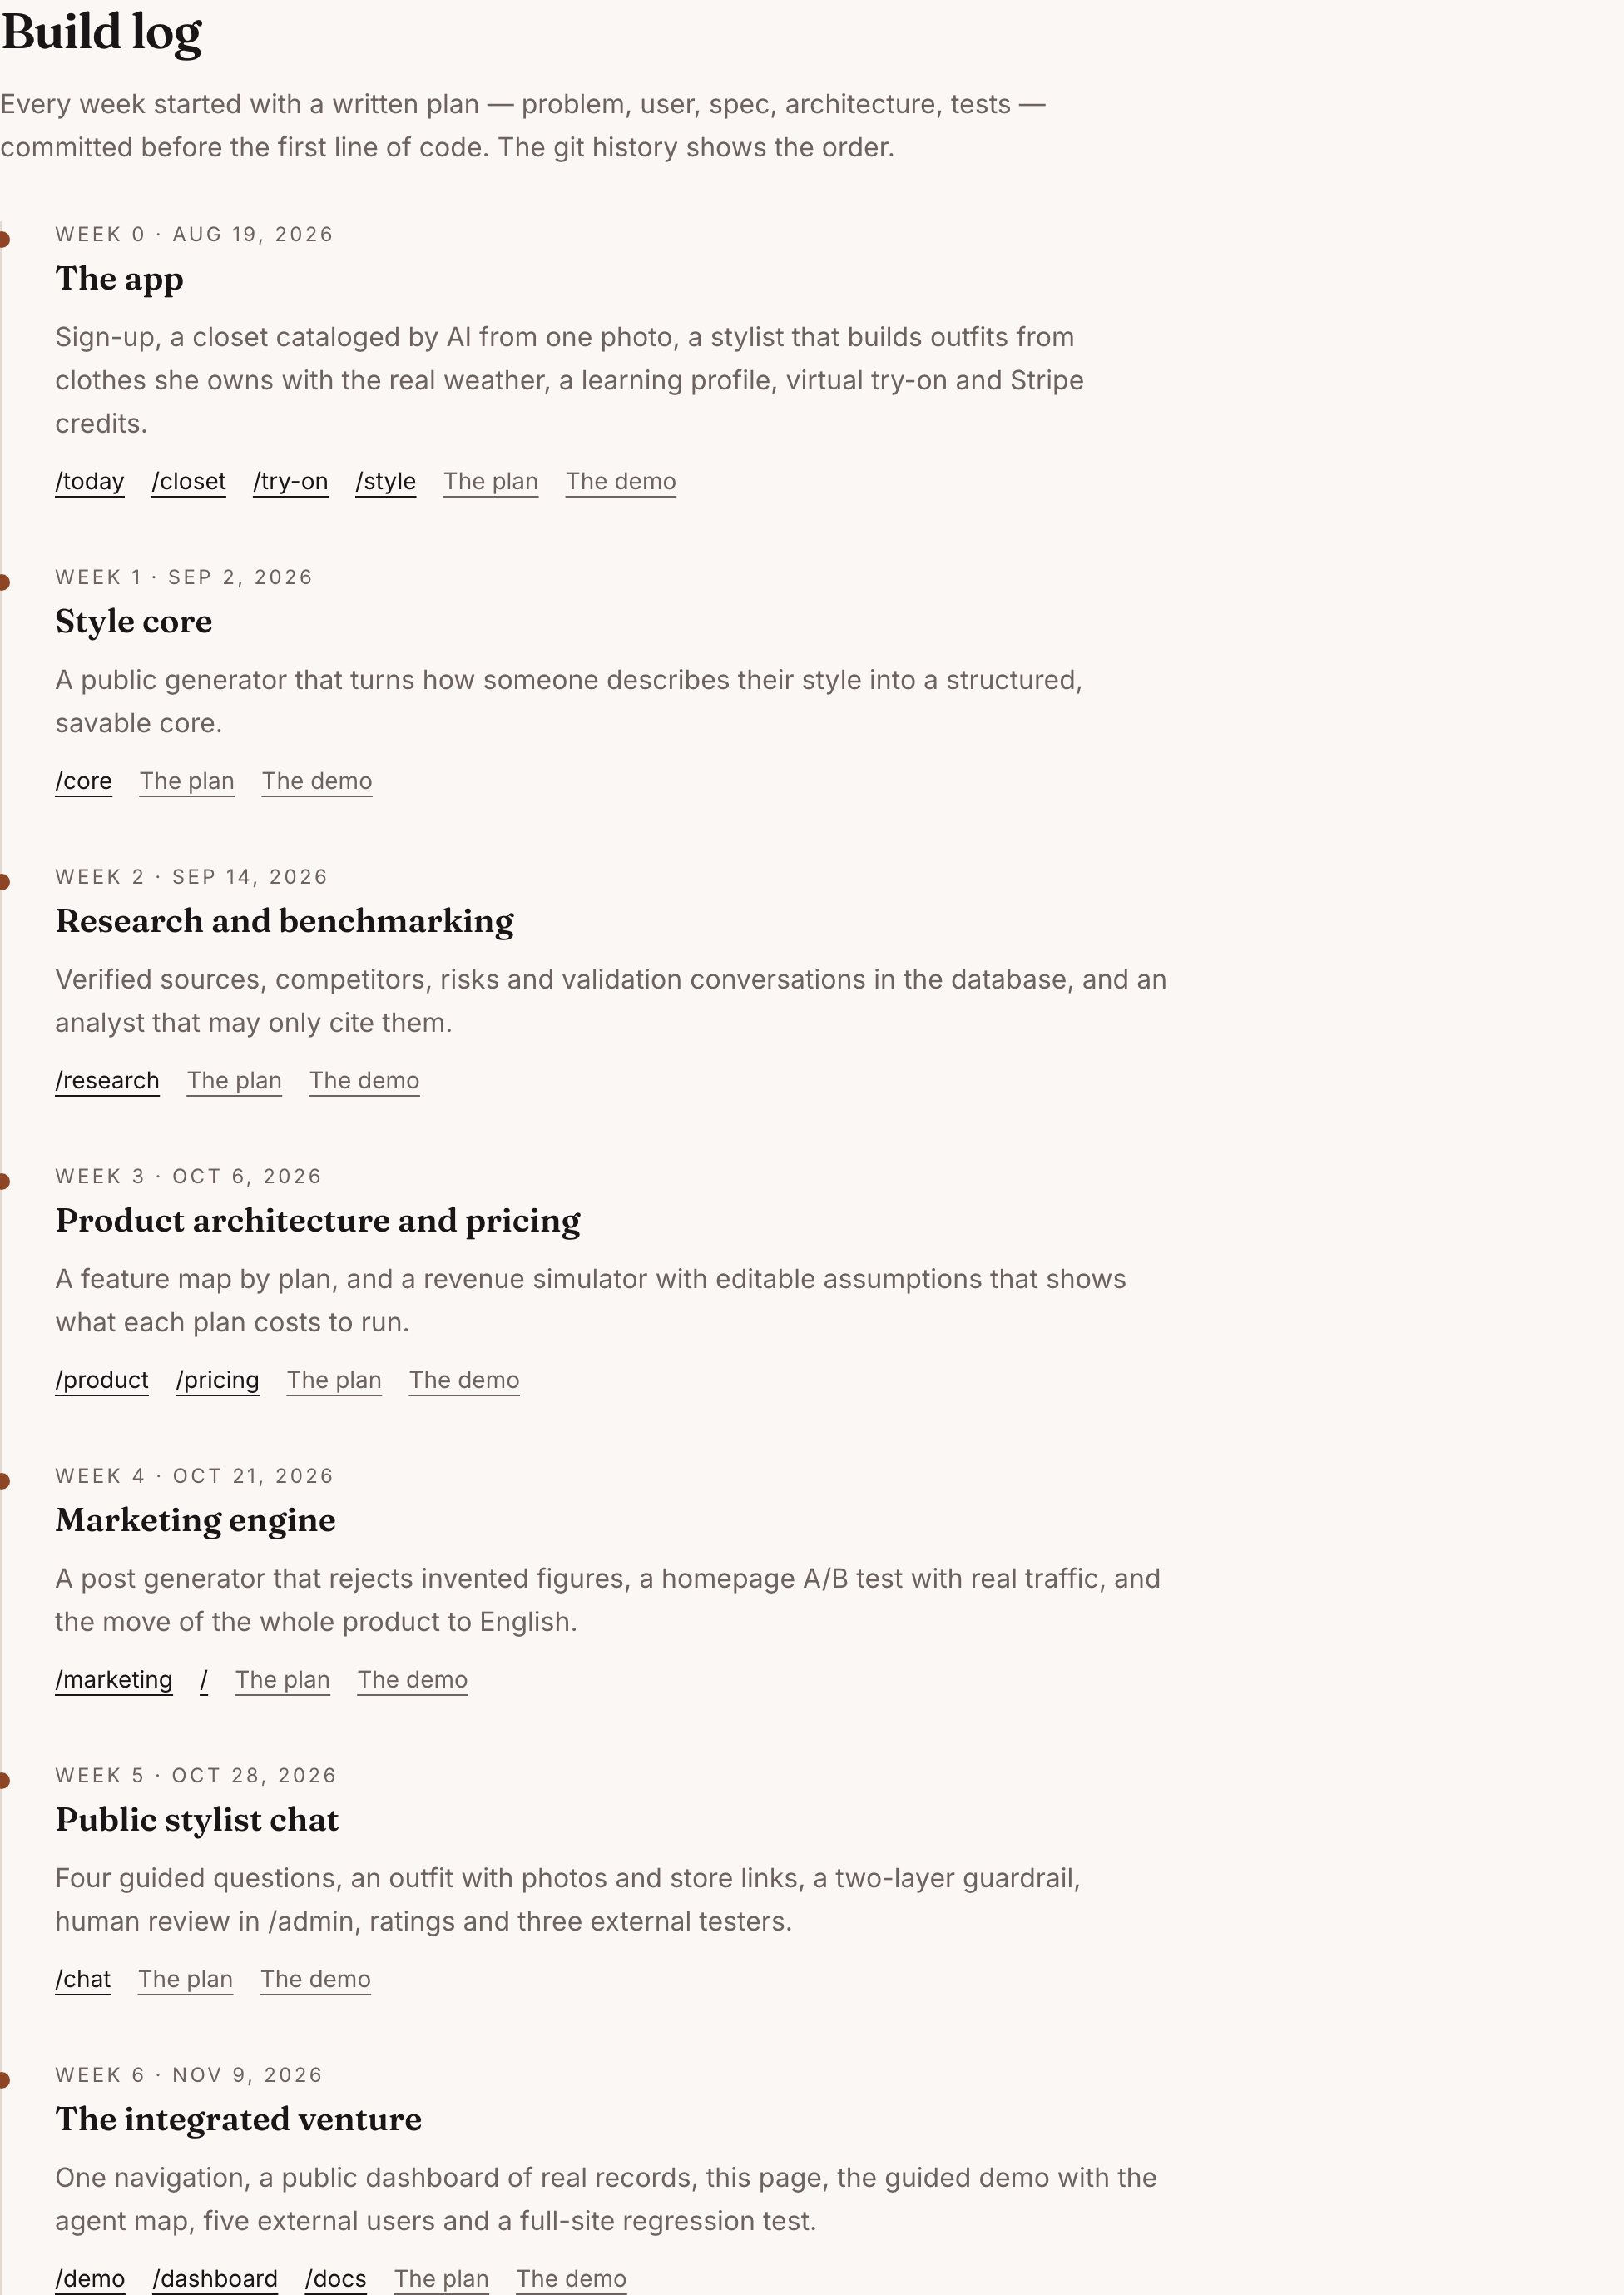 Build log
Every week started with a written plan — problem, user, spec, architecture, tests —
committed before the first line of code. The git history shows the order.
WEEK 0 · AUG 19, 2026
The app
Sign-up, a closet cataloged by AI from one photo, a stylist that builds outfits from
clothes she owns with the real weather, a learning profile, virtual try-on and Stripe
credits.
/today /closet /try-on /style The plan The demo
WEEK 1 · SEP 2, 2026
Style core
A public generator that turns how someone describes their style into a structured,
savable core.
/core The plan The demo
WEEK 2 · SEP 14, 2026
Research and benchmarking
Verified sources, competitors, risks and validation conversations in the database, and an
analyst that may only cite them.
/research The plan The demo
WEEK 3 · OCT 6, 2026
Product architecture and pricing
A feature map by plan, and a revenue simulator with editable assumptions that shows
what each plan costs to run.
/product /pricing The plan The demo
WEEK 4 · OCT 21, 2026
Marketing engine
A post generator that rejects invented figures, a homepage A/B test with real traffic, and
the move of the whole product to English.
/marketing / The plan The demo
WEEK 5 · OCT 28, 2026
Public stylist chat
Four guided questions, an outfit with photos and store links, a two-layer guardrail,
human review in /admin, ratings and three external testers.
/chat The plan The demo
WEEK 6 · NOV 9, 2026
The integrated venture
One navigation, a public dashboard of real records, this page, the guided demo with the
agent map, five external users and a full-site regression test.
/demo /dashboard /docs The plan The demo